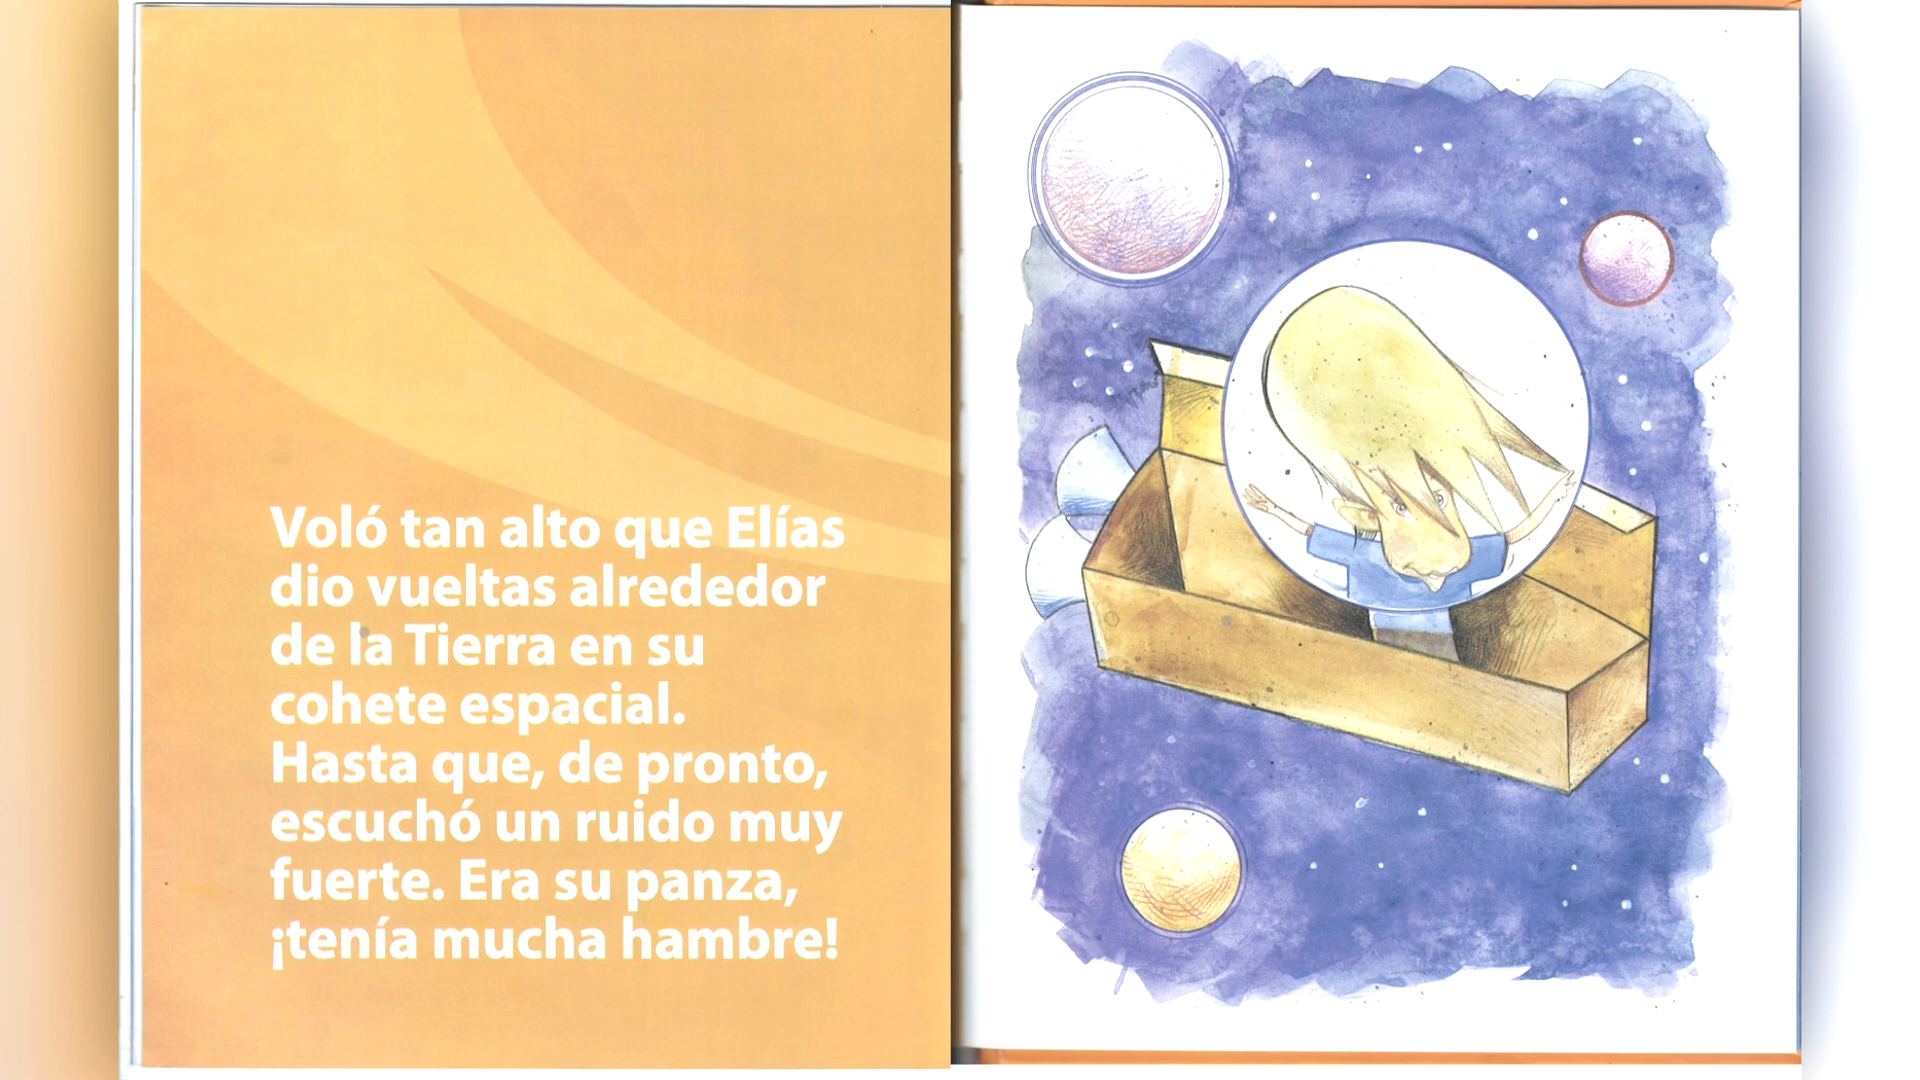 Voló tan alto que Elías
dio vueltas alrededor
de la Tierra en su
cohete espacial.
Hasta que, de pronto,
escuchó un ruido muy
fuerte. Era su panza,
¡tenía mucha hambre!